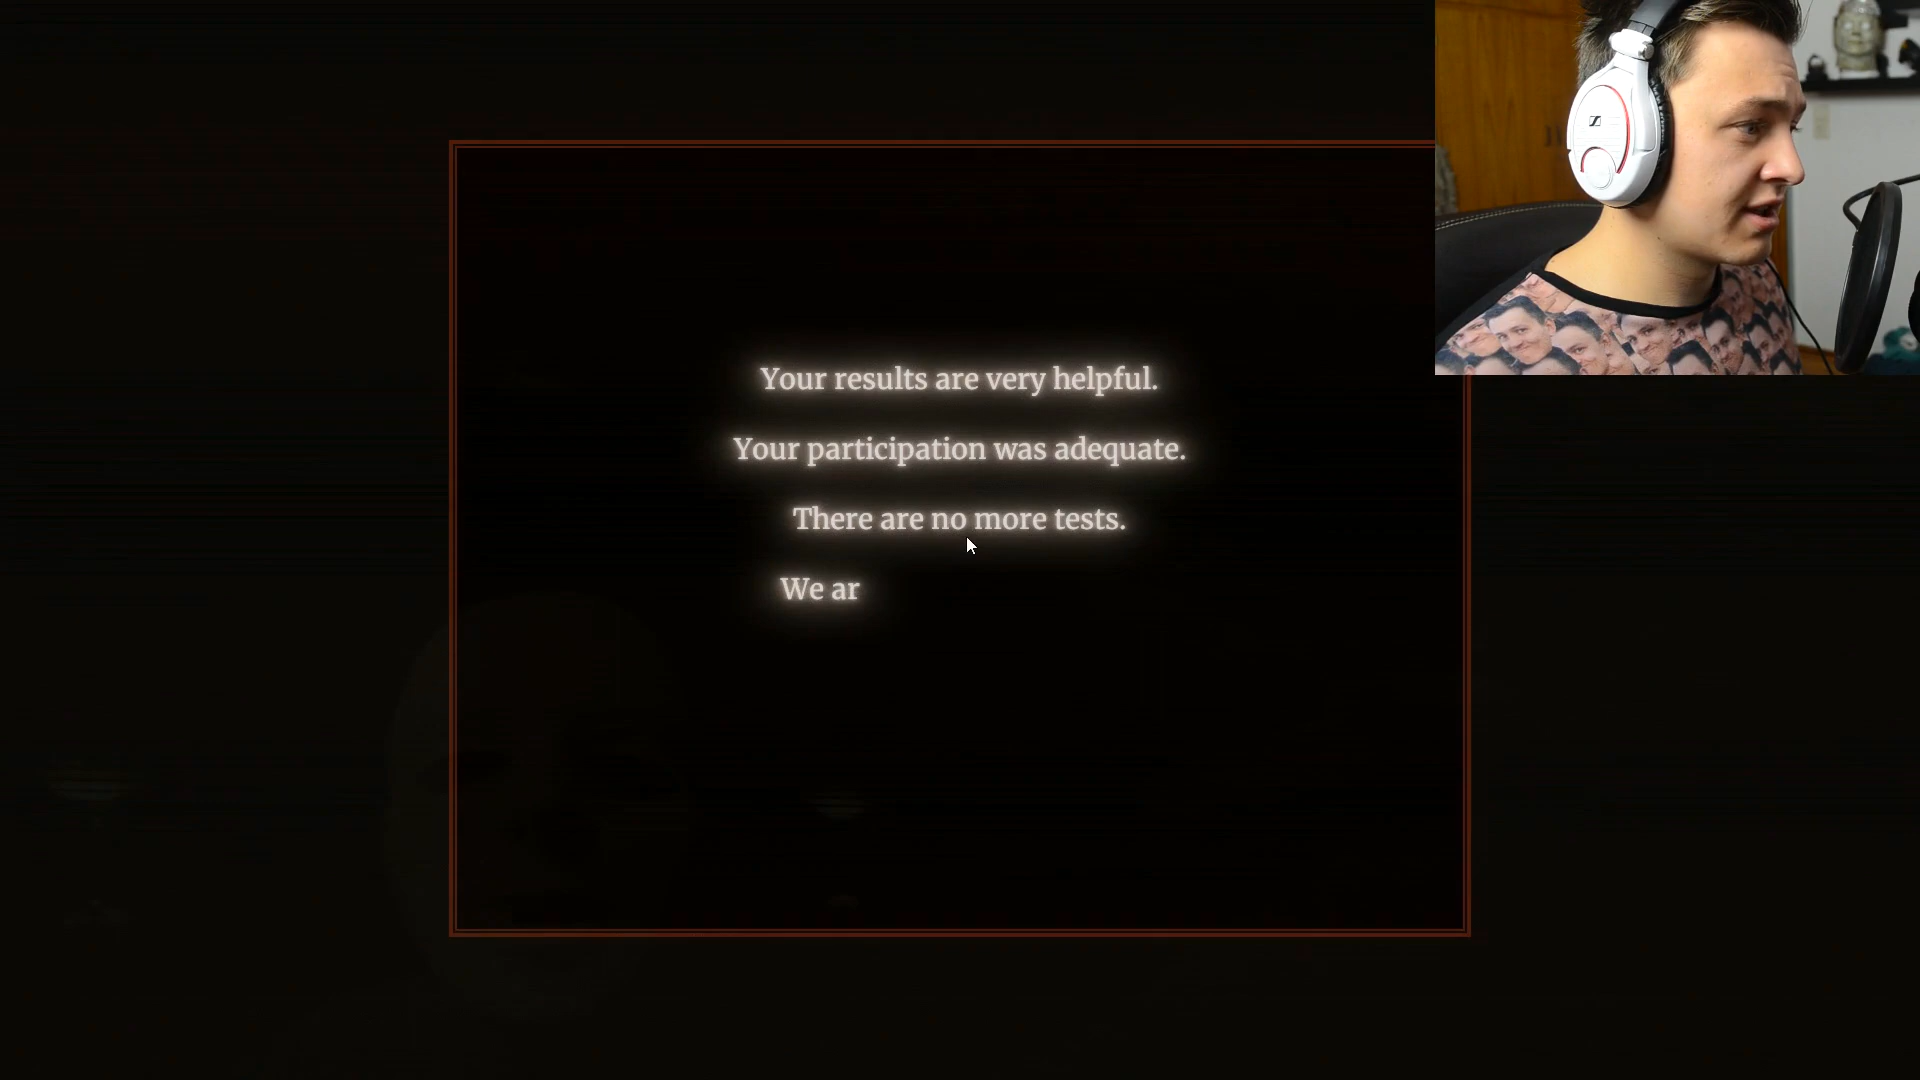 Your results are very helpful.
Your participation was adequate.
There are no more tests.
We ar